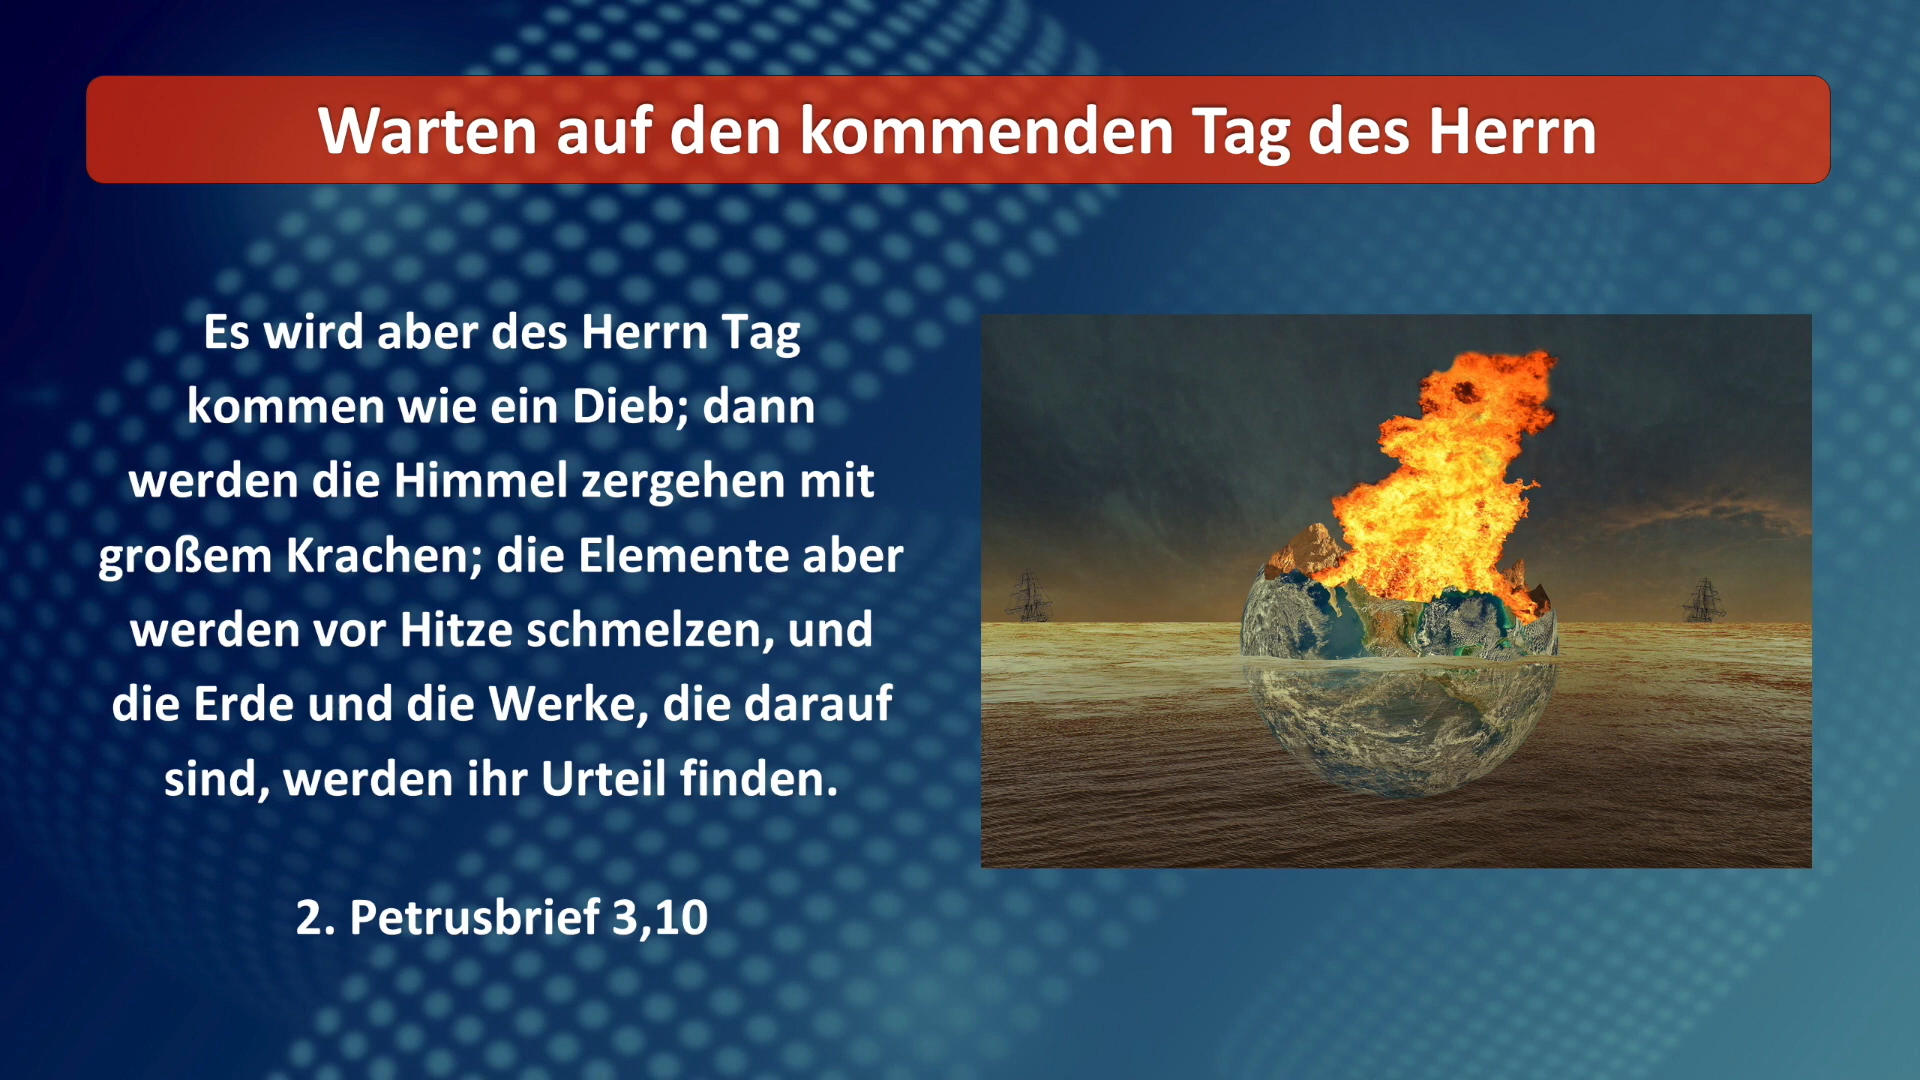 Warten auf den kommenden Tag des Herrn
Es wird aber des Herrn Tag
kommen wie ein Dieb; dann
werden die Himmel zergehen mit
großem Krachen; die Elemente aber
werden vor Hitze schmelzen, und
die Erde und die Werke, die darauf
sind, werden ihr Urteil finden.
2. Petrusbrief 3,10